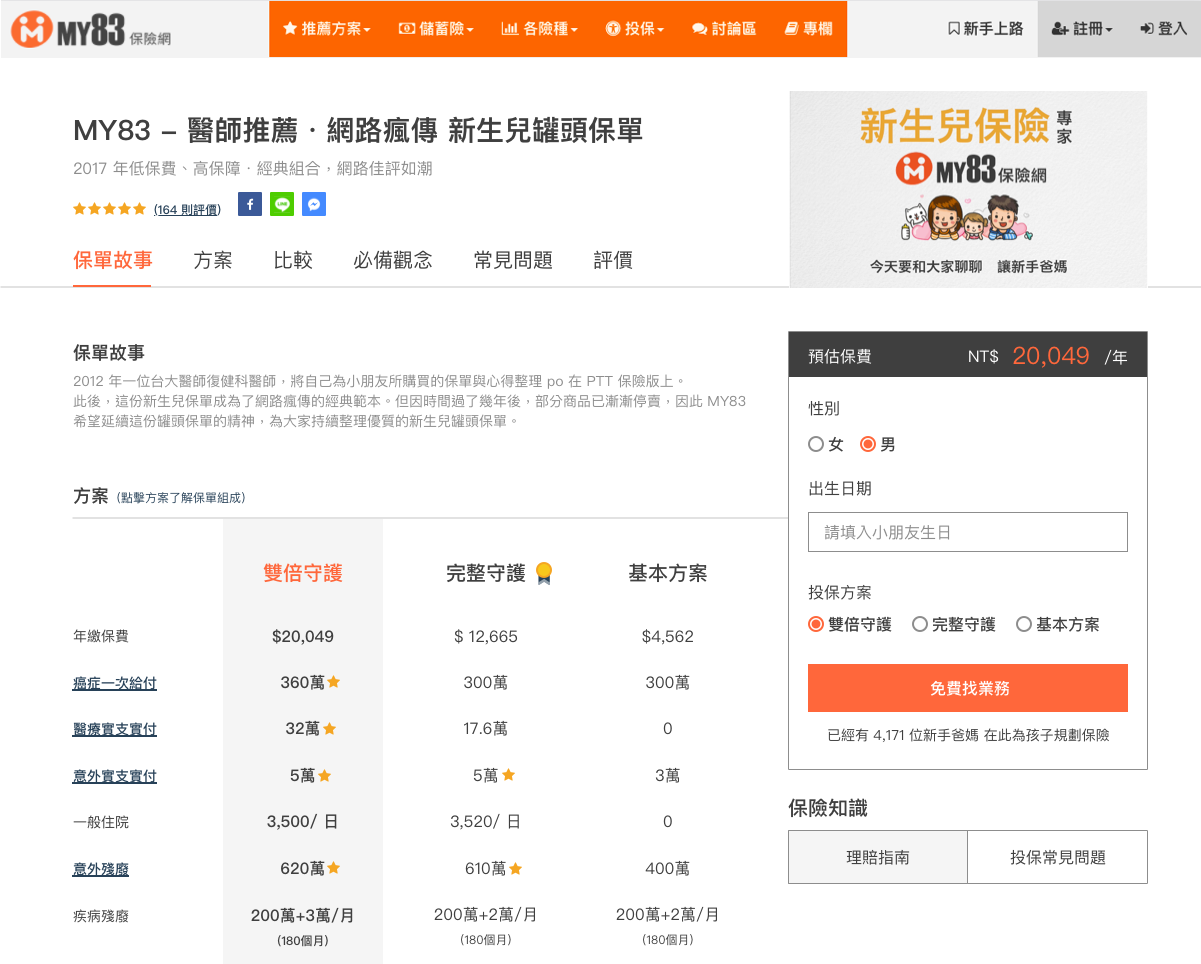 MY83 保險網
推薦方案
儲蓄險
各險種
投保
討論區
專欄
新手上路
註冊
登入
MY83 – 醫師推薦 · 網路瘋傳 新生兒罐頭保單
2017 年低保費、高保障 · 經典組合，網路佳評如潮
(164 則評價)
保單故事
方案
比較
必備觀念
常見問題
評價
新生兒保險 專家
MY83 保險網
今天要和大家聊聊 讓新手爸媽
保單故事
2012 年一位台大醫師復健科醫師，將自己為小朋友所購買的保單與心得整理 po 在 PTT 保險版上。
此後，這份新生兒保單成為了網路瘋傳的經典範本。但因時間過了幾年後，部分商品已漸漸停賣，因此 MY83
希望延續這份罐頭保單的精神，為大家持續整理優質的新生兒罐頭保單。
方案 (點擊方案了解保單組成)
雙倍守護 完整守護 基本方案
年繳保費 $20,049 $ 12,665 $4,562
癌症一次給付 360萬 300萬 300萬
醫療實支實付 32萬 17.6萬 0
意外實支實付 5萬 5萬 3萬
一般住院 3,500/ 日 3,520/ 日 0
意外殘廢 620萬 610萬 400萬
疾病殘廢 200萬+3萬/月 200萬+2萬/月 200萬+2萬/月
(180個月) (180個月) (180個月)
預估保費 NT$ 20,049 /年
性別
女 男
出生日期
請填入小朋友生日
投保方案
雙倍守護 完整守護 基本方案
免費找業務
已經有 4,171 位新手爸媽 在此為孩子規劃保險
保險知識
理賠指南 投保常見問題